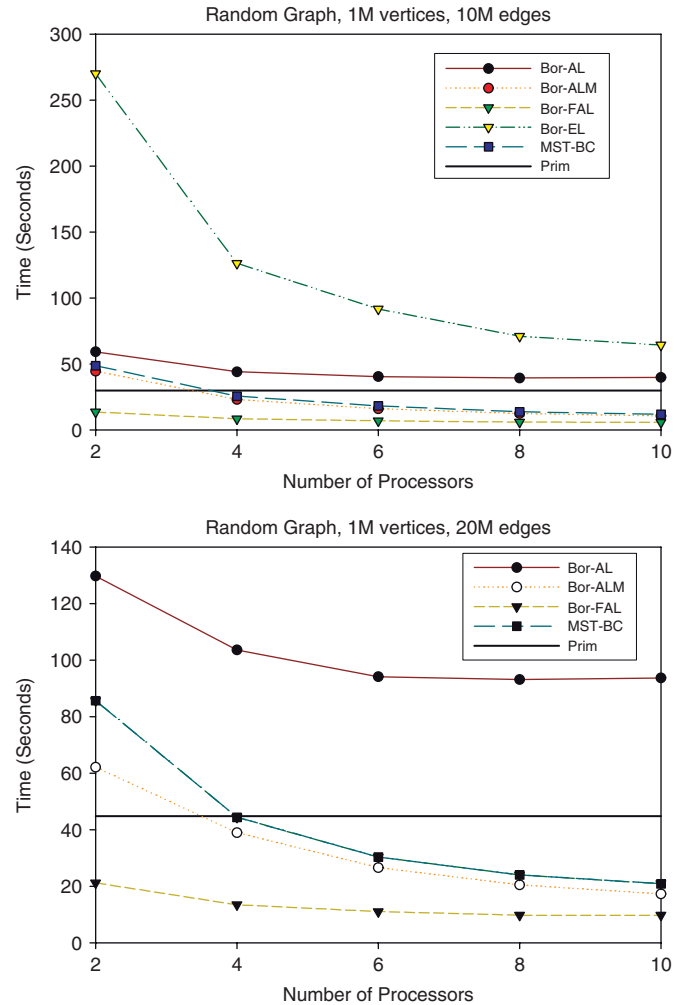 Random Graph, 1M vertices, 10M edges
300
250
200
150
100
50
0
Time (Seconds)
Bor-AL
Bor-ALM
Bor-FAL
Bor-EL
MST-BC
Prim
2 4 6 8 10
Number of Processors
Random Graph, 1M vertices, 20M edges
140
120
100
80
60
40
20
0
Time (Seconds)
Bor-AL
Bor-ALM
Bor-FAL
MST-BC
Prim
2 4 6 8 10
Number of Processors